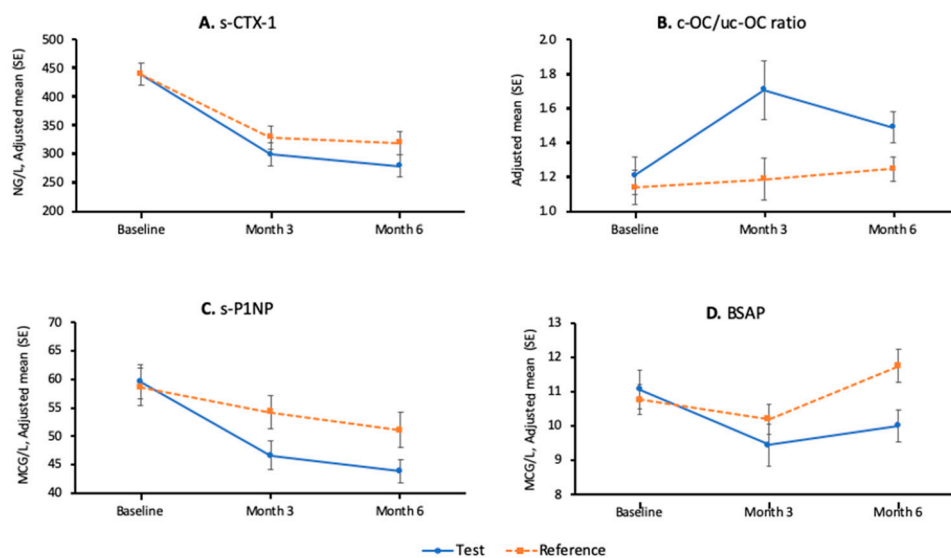 A. s-CTX-1
NG/L, Adjusted mean (SE)
500
450
400
350
300
250
200
Baseline Month 3 Month 6
B. c-OC/uc-OC ratio
Adjusted mean (SE)
2.0
1.8
1.6
1.4
1.2
1.0
Baseline Month 3 Month 6
C. s-P1NP
MCG/L, Adjusted mean (SE)
70
65
60
55
50
45
40
Baseline Month 3 Month 6
D. BSAP
MCG/L, Adjusted mean (SE)
13
12
11
10
9
8
Baseline Month 3 Month 6
Test Reference